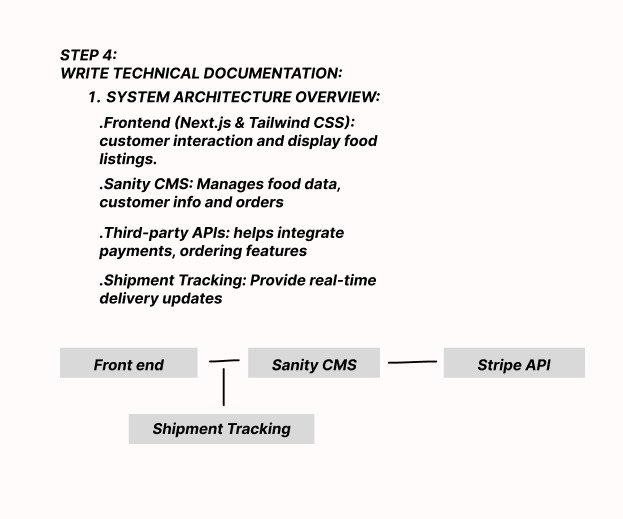 STEP 4:
WRITE TECHNICAL DOCUMENTATION:
1. SYSTEM ARCHITECTURE OVERVIEW:
.Frontend (Next.js & Tailwind CSS):
customer interaction and display food
listings.
.Sanity CMS: Manages food data,
customer info and orders
.Third-party APIs: helps integrate
payments, ordering features
.Shipment Tracking: Provide real-time
delivery updates
Front end
Sanity CMS
Stripe API
Shipment Tracking